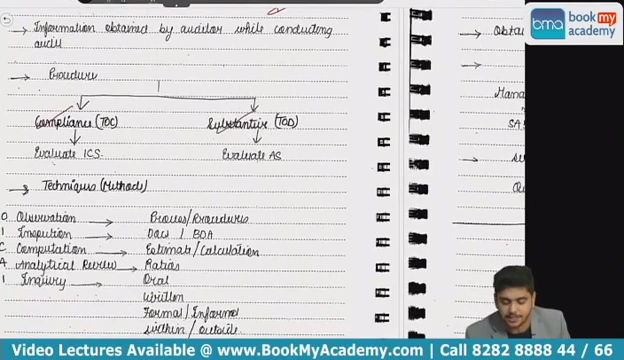 → Information obtained by auditor while conducting
audit
→ Procedure
Compliance (TOC)
Substantive (TOD)
Evaluate ICS.
Evaluate AS
→ Techniques (Methods)
O Observation → Process/Procedures
I Inspection → Docs / BOA
C Computation → Estimate/Calculation
A Analytical Review → Ratios
I Inquiry → Oral
Written
Formal/Informal
within / outside.
→ Obtai
→
Mana
SA
→
book my
academy
bma
Video Lectures Available @ www.BookMyAcademy.com | Call 8282 8888 44 / 66